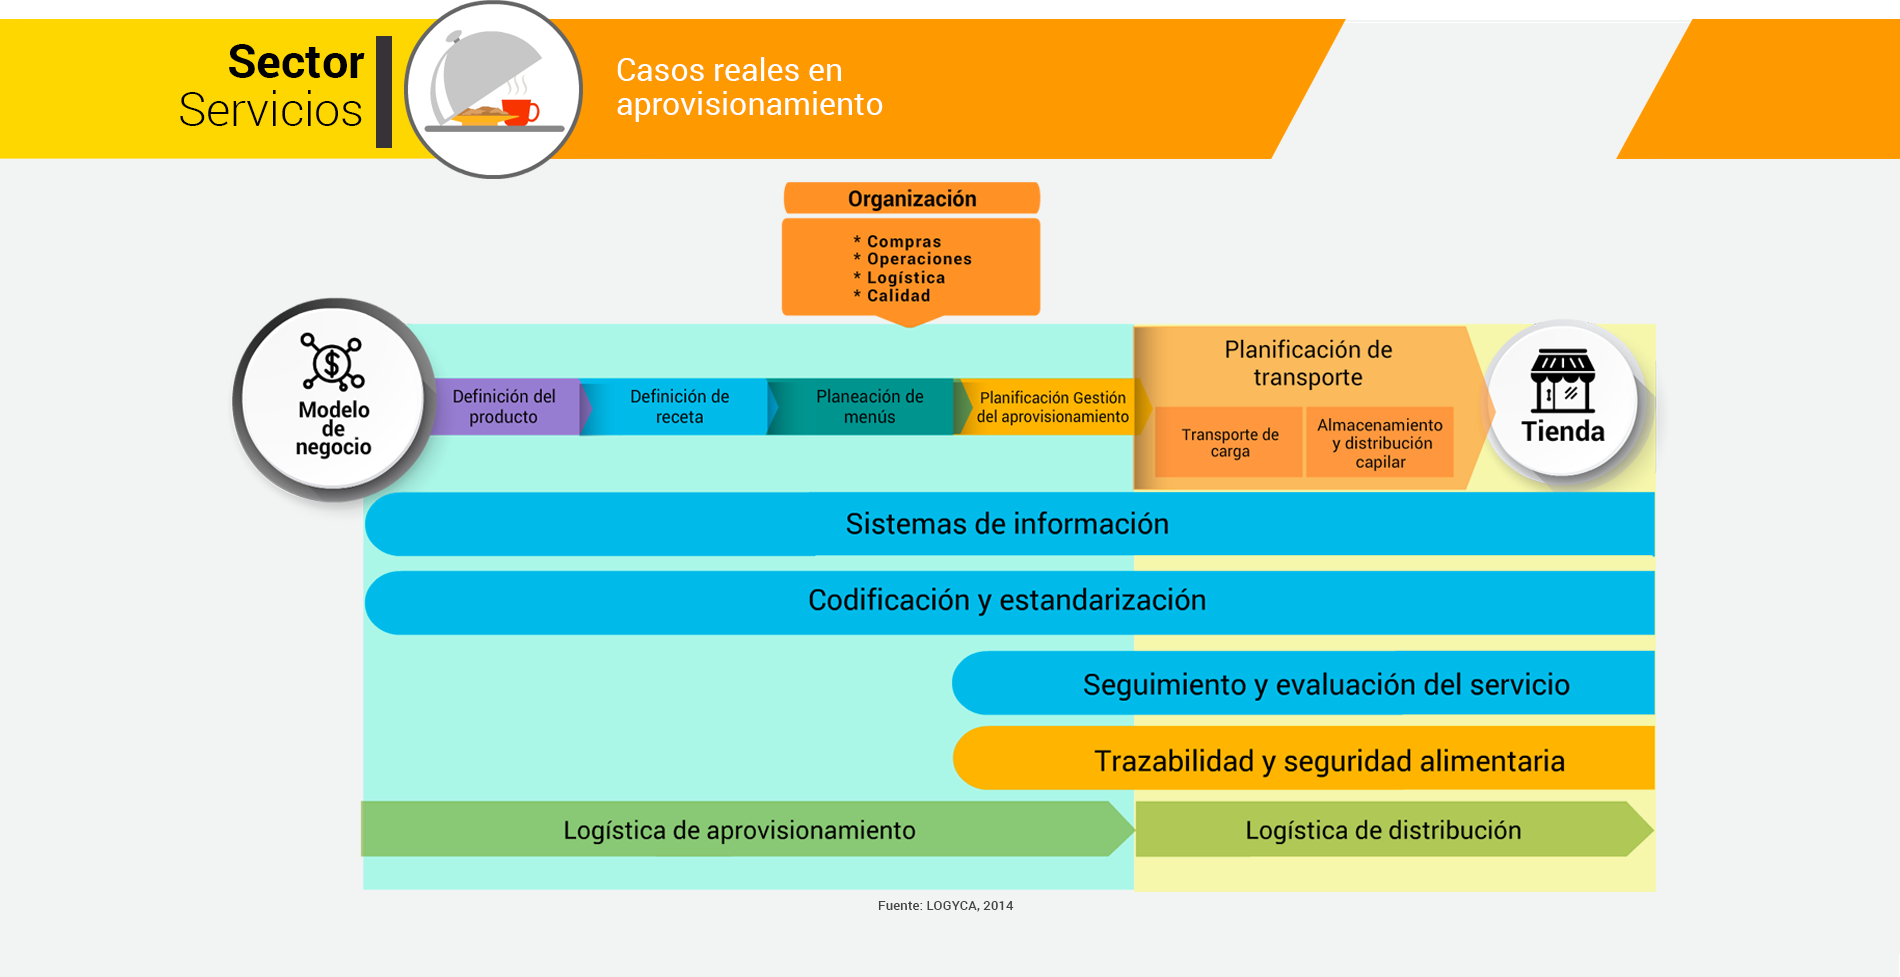 Sector
Servicios
Casos reales en
aprovisionamiento
Organización
* Compras
* Operaciones
* Logística
* Calidad
Modelo
de
negocio
Definición del
producto
Definición de
receta
Planeación de
menús
Planificación Gestión
del aprovisionamiento
Planificación de
transporte
Transporte de
carga
Almacenamiento
y distribución
capilar
Tienda
Sistemas de información
Codificación y estandarización
Seguimiento y evaluación del servicio
Trazabilidad y seguridad alimentaria
Logística de aprovisionamiento
Logística de distribución
Fuente: LOGYCA, 2014